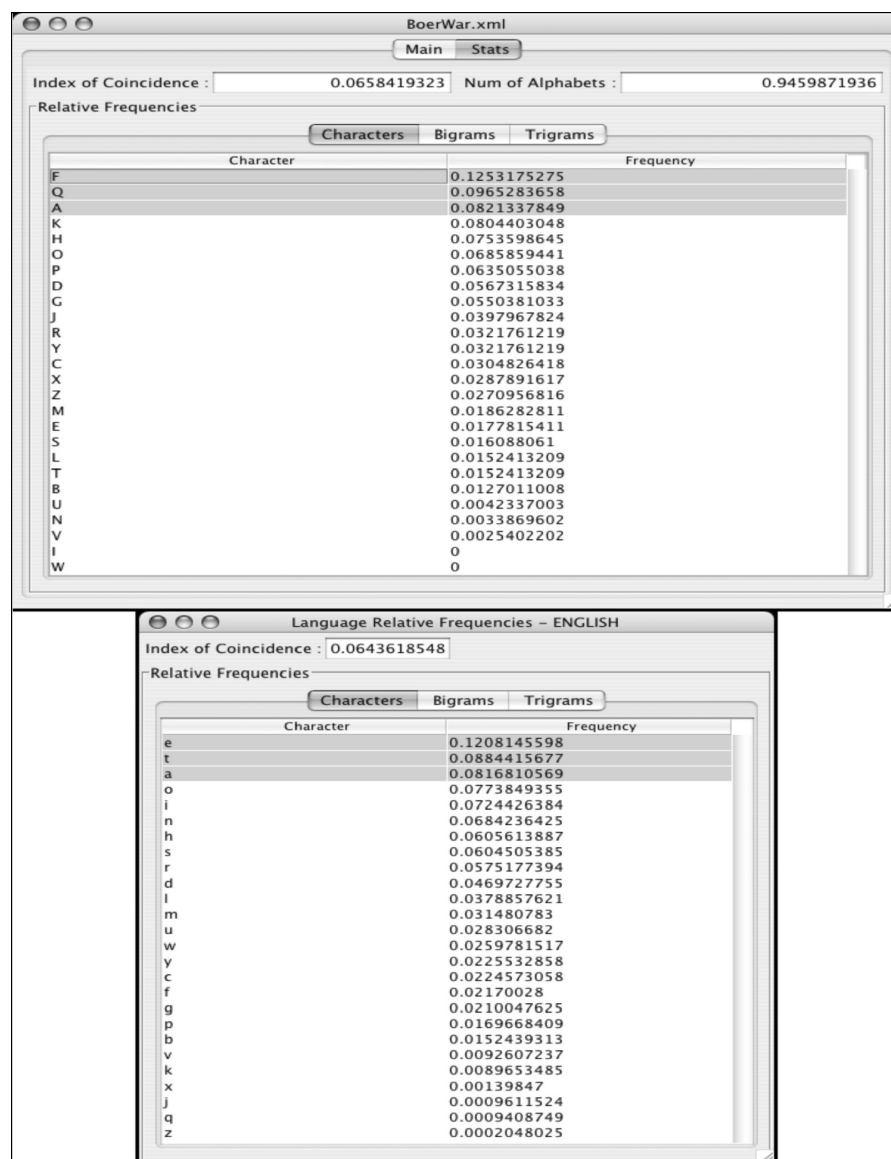 BoerWar.xml
Main Stats
Index of Coincidence : 0.0658419323 Num of Alphabets : 0.9459871936
Relative Frequencies
Characters Bigrams Trigrams
Character Frequency
F 0.1253175275
Q 0.0965283658
A 0.0821337849
K 0.0804403048
H 0.0753598645
O 0.0685859441
P 0.0635055038
D 0.0567315834
G 0.0550381033
J 0.0397967824
R 0.0321761219
Y 0.0321761219
C 0.0304826418
X 0.0287891617
Z 0.0270956816
M 0.0186282811
E 0.0177815411
S 0.016088061
L 0.0152413209
T 0.0152413209
B 0.0127011008
U 0.0042337003
N 0.0033869602
V 0.0025402202
I 0
W 0
Language Relative Frequencies – ENGLISH
Index of Coincidence : 0.0643618548
Relative Frequencies
Characters Bigrams Trigrams
Character Frequency
e 0.1208145598
t 0.0884415677
a 0.0816810569
o 0.0773849355
i 0.0724426384
n 0.0684236425
h 0.0605613887
s 0.0604505385
r 0.0575177394
d 0.0469727755
l 0.0378857621
m 0.031480783
u 0.028306682
w 0.0259781517
y 0.0225532858
c 0.0224573058
f 0.02170028
g 0.0210047625
p 0.0169668409
b 0.0152439313
v 0.0092607237
k 0.0089653485
x 0.00139847
j 0.0009611524
q 0.0009408749
z 0.0002048025